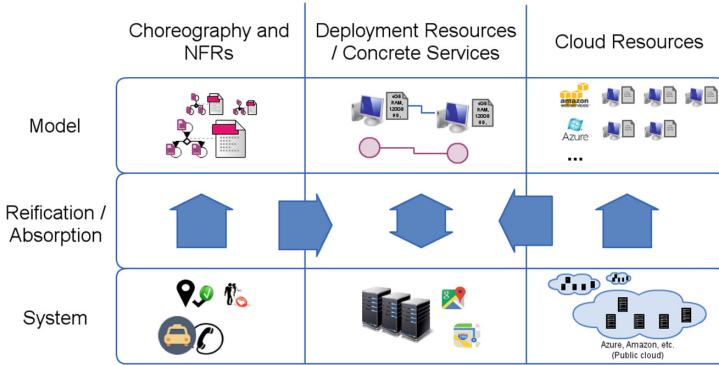 Choreography and
NFRs
Deployment Resources
/ Concrete Services
Cloud Resources
Model
amazon
Azure
...
Reification /
Absorption
System
Azure, Amazon, etc.
(Public cloud)